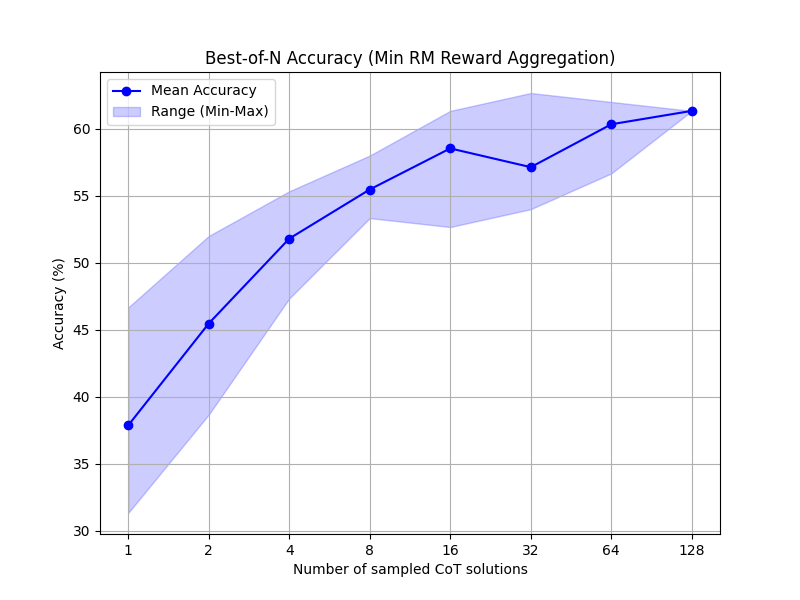 Best-of-N Accuracy (Min RM Reward Aggregation)
Mean Accuracy
Range (Min-Max)
Accuracy (%)
60
55
50
45
40
35
30
1 2 4 8 16 32 64 128
Number of sampled CoT solutions